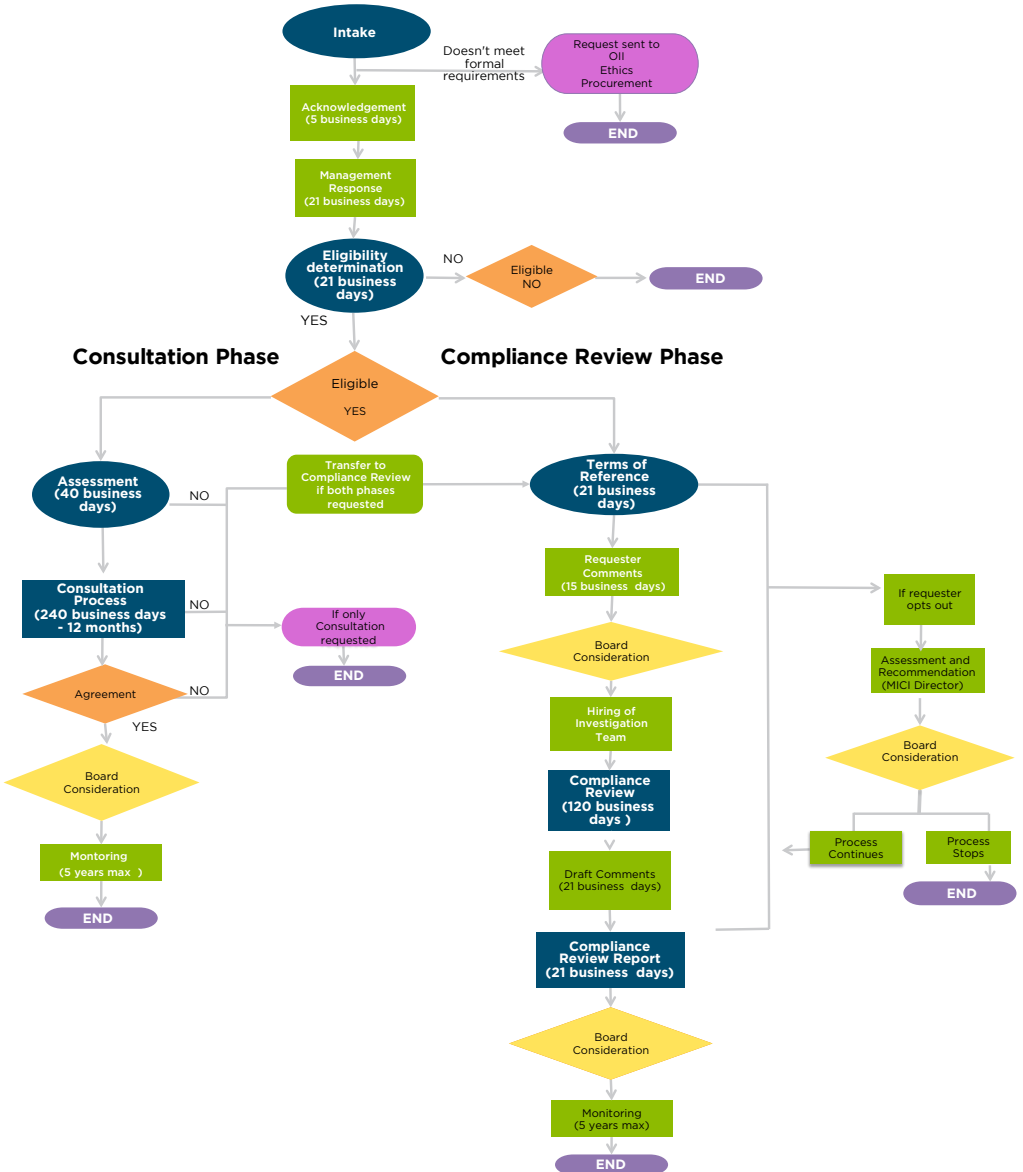 Intake
Doesn't meet
formal
requirements
Request sent to
OII
Ethics
Procurement
END
Acknowledgement
(5 business days)
Management
Response
(21 business days)
Eligibility
determination
(21 business
days)
NO
Eligible
NO
END
YES
Consultation Phase
Compliance Review Phase
Eligible
YES
Assessment
(40 business
days)
NO
Transfer to
Compliance Review
if both phases
requested
Terms of
Reference
(21 business
days)
Consultation
Process
(240 business days
- 12 months)
NO
If only
Consultation
requested
END
Agreement
NO
YES
Board
Consideration
Montoring
(5 years max )
END
Requester
Comments
(15 business days)
Board
Consideration
Hiring of
Investigation
Team
Compliance
Review
(120 business
days )
Draft Comments
(21 business days)
Compliance
Review Report
(21 business days)
Board
Consideration
Monitoring
(5 years max)
END
If requester
opts out
Assessment and
Recommendation
(MICI Director)
Board
Consideration
Process
Continues
Process
Stops
END